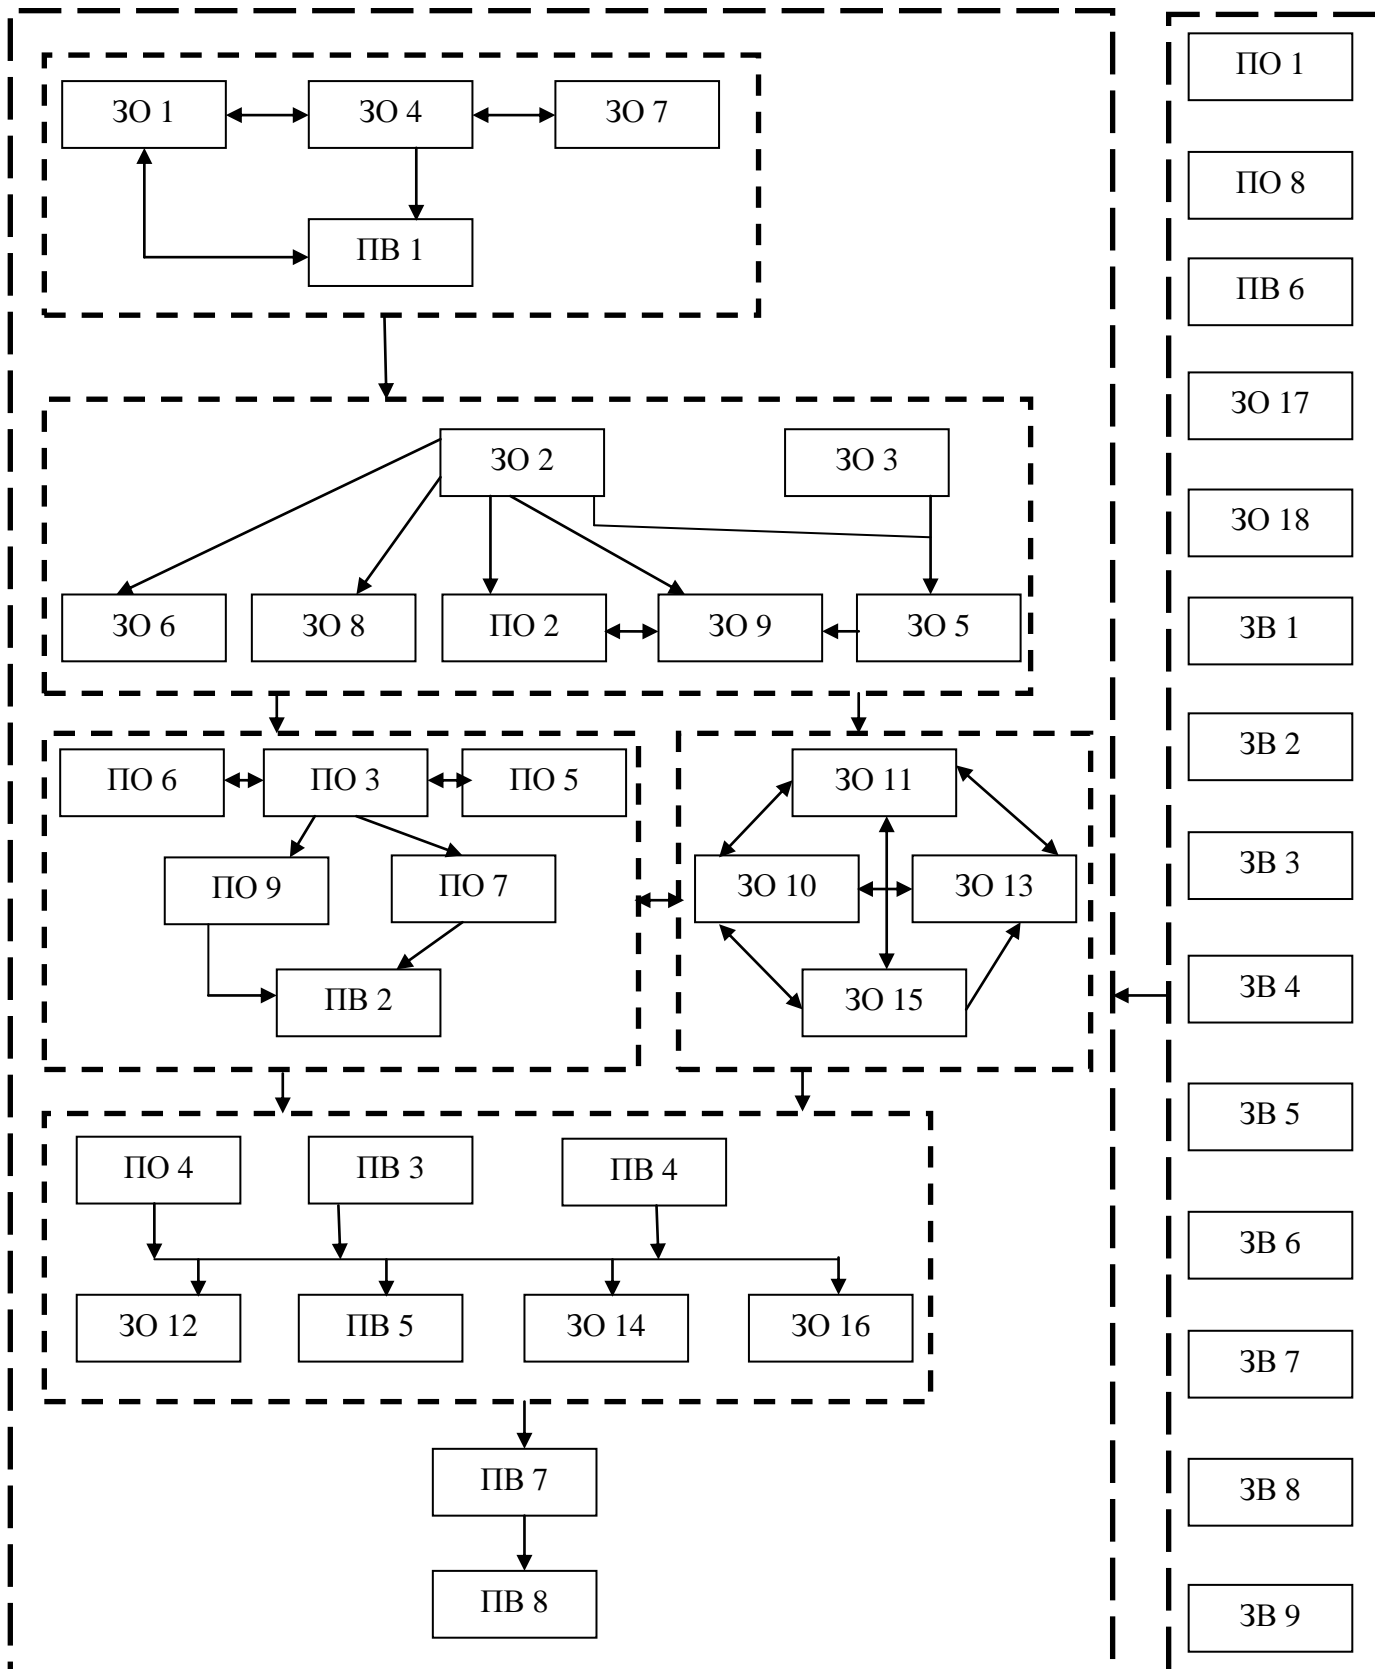 ЗО 1
ЗО 4
ЗО 7
ПВ 1
ЗО 2
ЗО 3
ЗО 6
ЗО 8
ПО 2
ЗО 9
ЗО 5
ПО 6
ПО 3
ПО 5
ПО 9
ПО 7
ПВ 2
ЗО 11
ЗО 10
ЗО 13
ЗО 15
ПО 4
ПВ 3
ПВ 4
ЗО 12
ПВ 5
ЗО 14
ЗО 16
ПВ 7
ПВ 8
ПО 1
ПО 8
ПВ 6
ЗО 17
ЗО 18
ЗВ 1
ЗВ 2
ЗВ 3
ЗВ 4
ЗВ 5
ЗВ 6
ЗВ 7
ЗВ 8
ЗВ 9